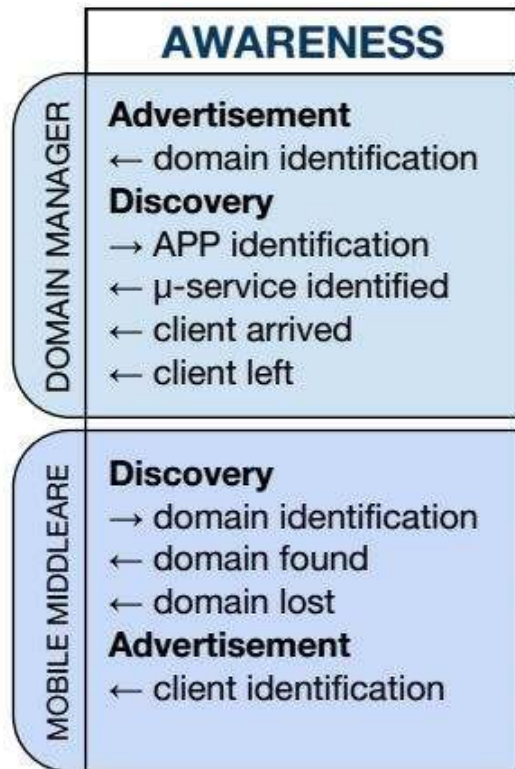 AWARENESS
DOMAIN MANAGER
Advertisement
← domain identification
Discovery
→ APP identification
← μ-service identified
← client arrived
← client left
MOBILE MIDDLEARE
Discovery
→ domain identification
← domain found
← domain lost
Advertisement
← client identification